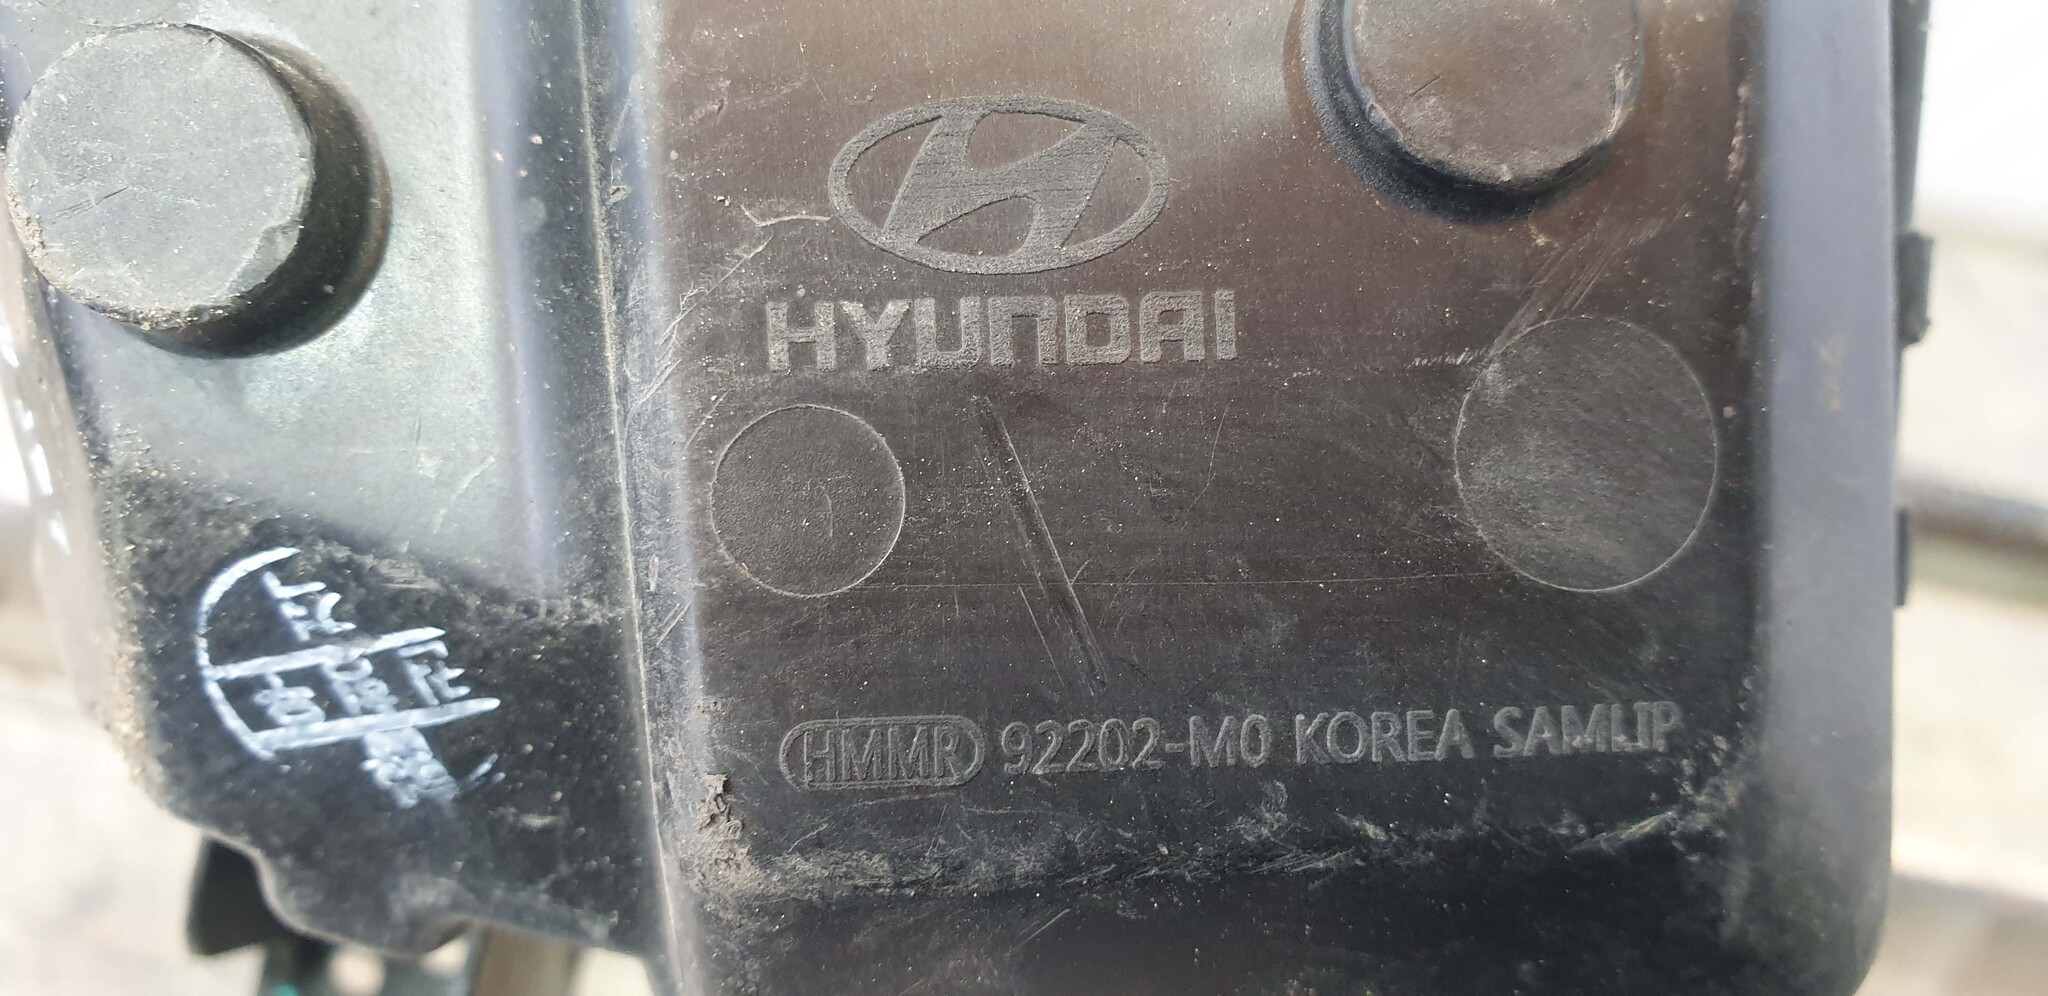 HYUNDAI
HMMR 92202-M0 KOREA SAMLIP